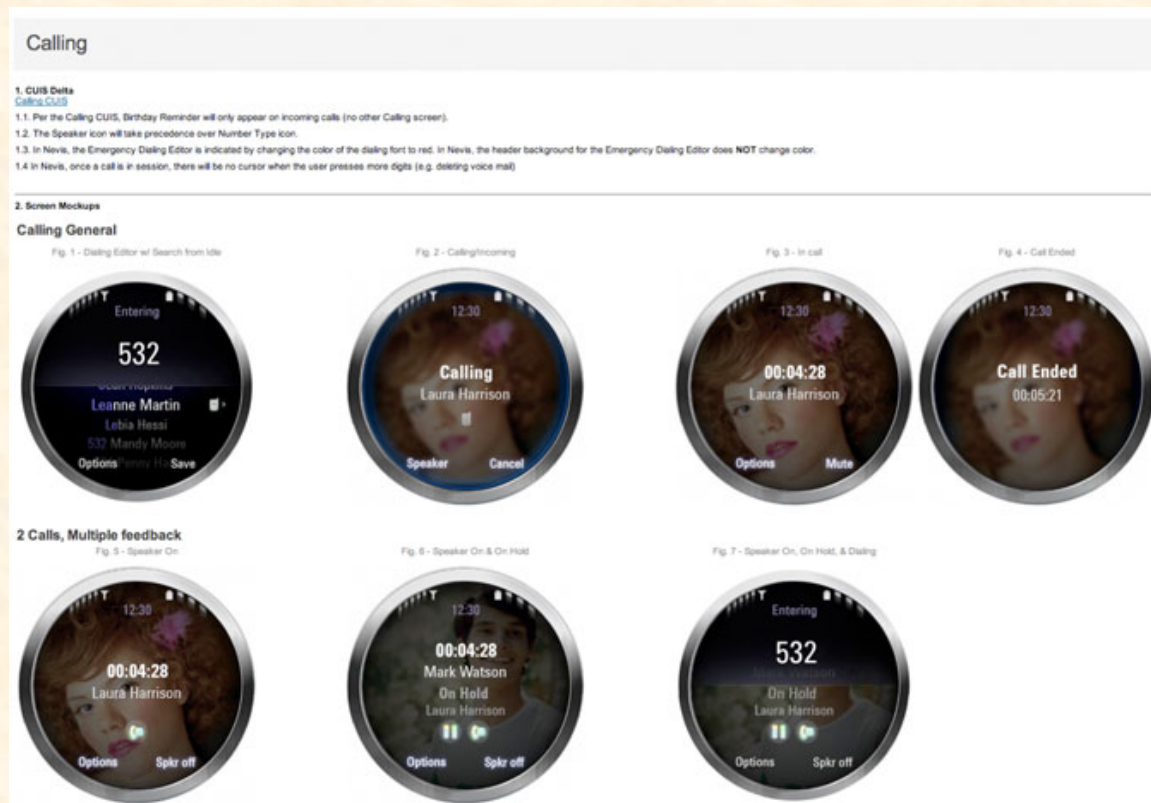 Calling
1. CUIS Delta
Calling CUIS
1.1. Per the Calling CUIS, Birthday Reminder will only appear on incoming calls (no other Calling screen).
1.2. The Speaker icon will take precedence over Number Type icon.
1.3. In Nevis, the Emergency Dialing Editor is indicated by changing the color of the dialing font to red. In Nevis, the header background for the Emergency Dialing Editor does NOT change color.
1.4 In Nevis, once a call is in session, there will be no cursor when the user presses more digits (e.g. deleting voice mail)
2. Screen Mockups
Calling General
Fig. 1 - Dialing Editor w/ Search from Idle
Fig. 2 - Calling/Incoming
Fig. 3 - In call
Fig. 4 - Call Ended
Entering
532
Leanne Martin
Lebia Hessi
532 Mandy Moore
Options
Save
12:30
Calling
Laura Harrison
Speaker
Cancel
12:30
00:04:28
Laura Harrison
Options
Mute
12:30
Call Ended
00:05:21
2 Calls, Multiple feedback
Fig. 5 - Speaker On
Fig. 6 - Speaker On & On Hold
Fig. 7 - Speaker On, On Hold, & Dialing
12:30
00:04:28
Laura Harrison
Options
Spkr off
12:30
00:04:28
Mark Watson
On Hold
Laura Harrison
Options
Spkr off
Entering
532
Mark Watson
On Hold
Laura Harrison
Options
Spkr off